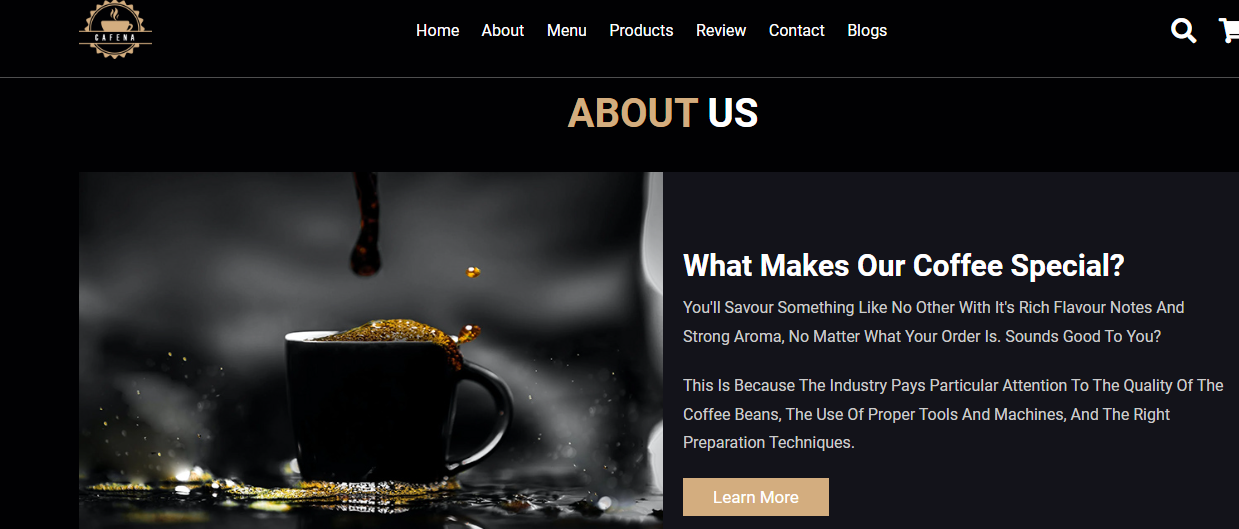 CAFENA
Home About Menu Products Review Contact Blogs
ABOUT US
What Makes Our Coffee Special?
You'll Savour Something Like No Other With It's Rich Flavour Notes And
Strong Aroma, No Matter What Your Order Is. Sounds Good To You?
This Is Because The Industry Pays Particular Attention To The Quality Of The
Coffee Beans, The Use Of Proper Tools And Machines, And The Right
Preparation Techniques.
Learn More